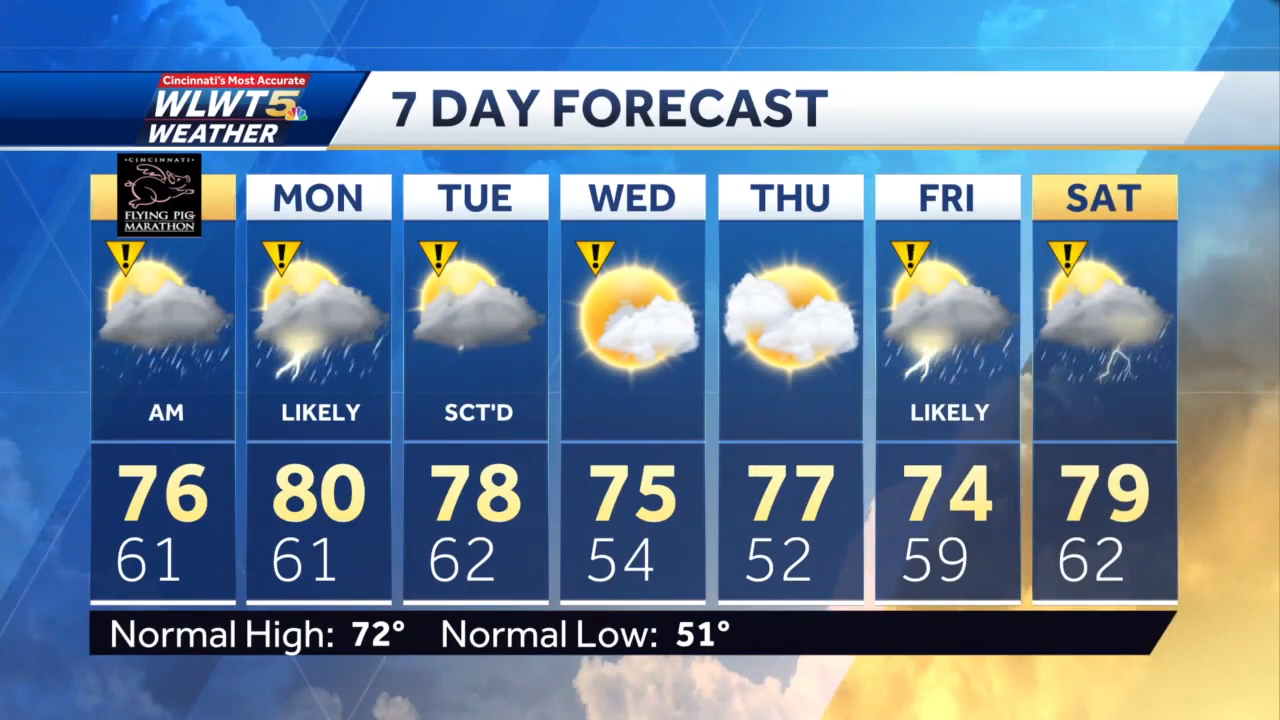 Cincinnati's Most Accurate
WLWT5
WEATHER
7 DAY FORECAST
·CINCINNATI·
FLYING PIG
MARATHON
MON TUE WED THU FRI SAT
! ! ! ! ! !
AM LIKELY SCT'D LIKELY
76 80 78 75 77 74 79
61 61 62 54 52 59 62
Normal High: 72° Normal Low: 51°